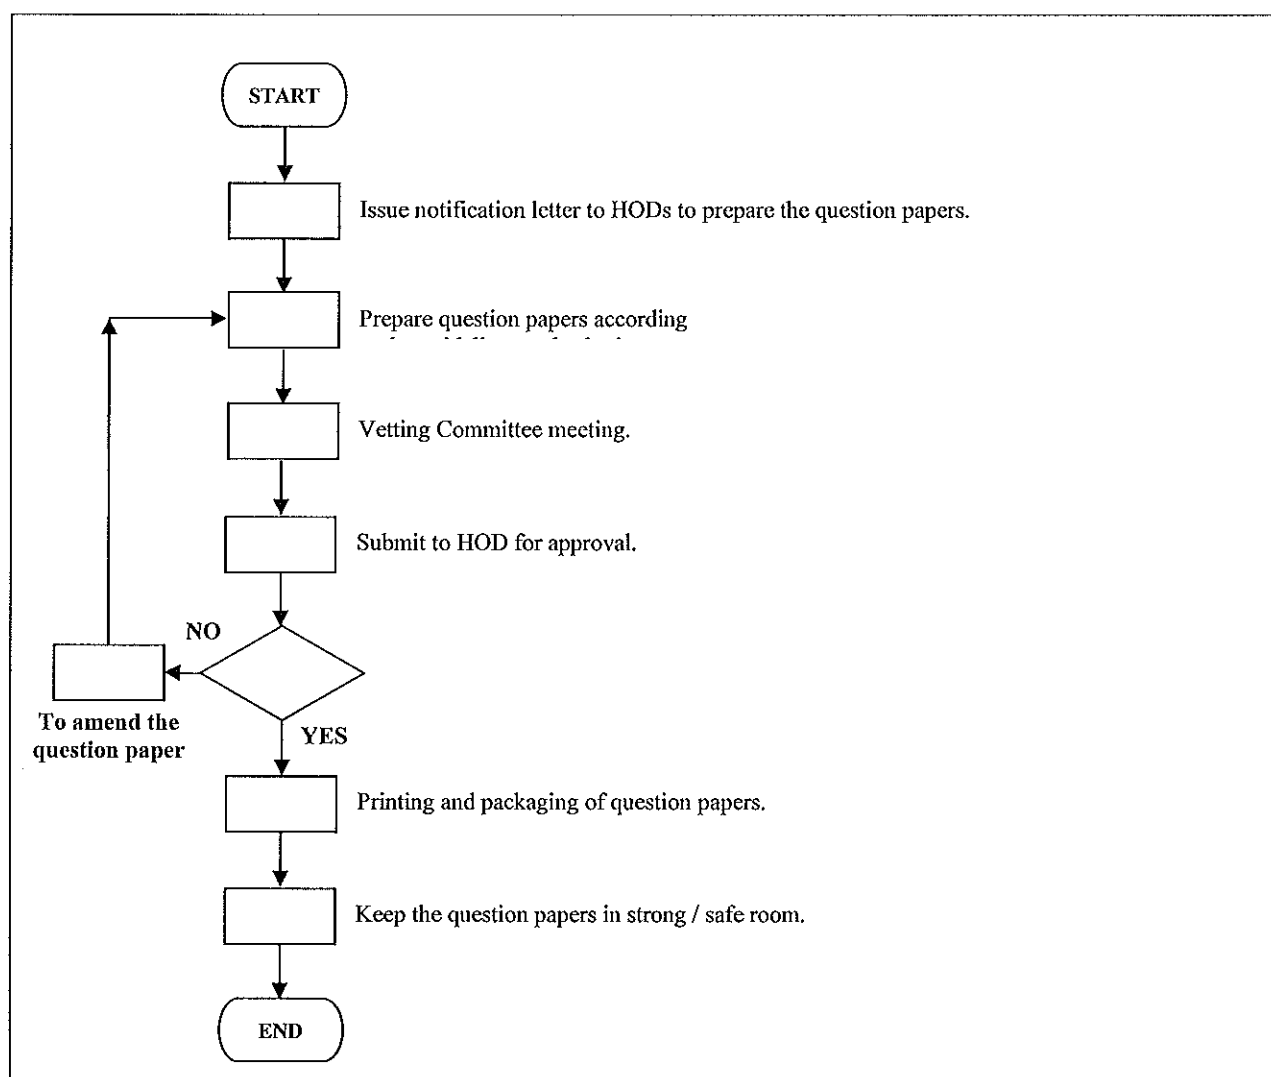 START
Issue notification letter to HODs to prepare the question papers.
Prepare question papers according
Vetting Committee meeting.
Submit to HOD for approval.
NO
To amend the
question paper
YES
Printing and packaging of question papers.
Keep the question papers in strong / safe room.
END